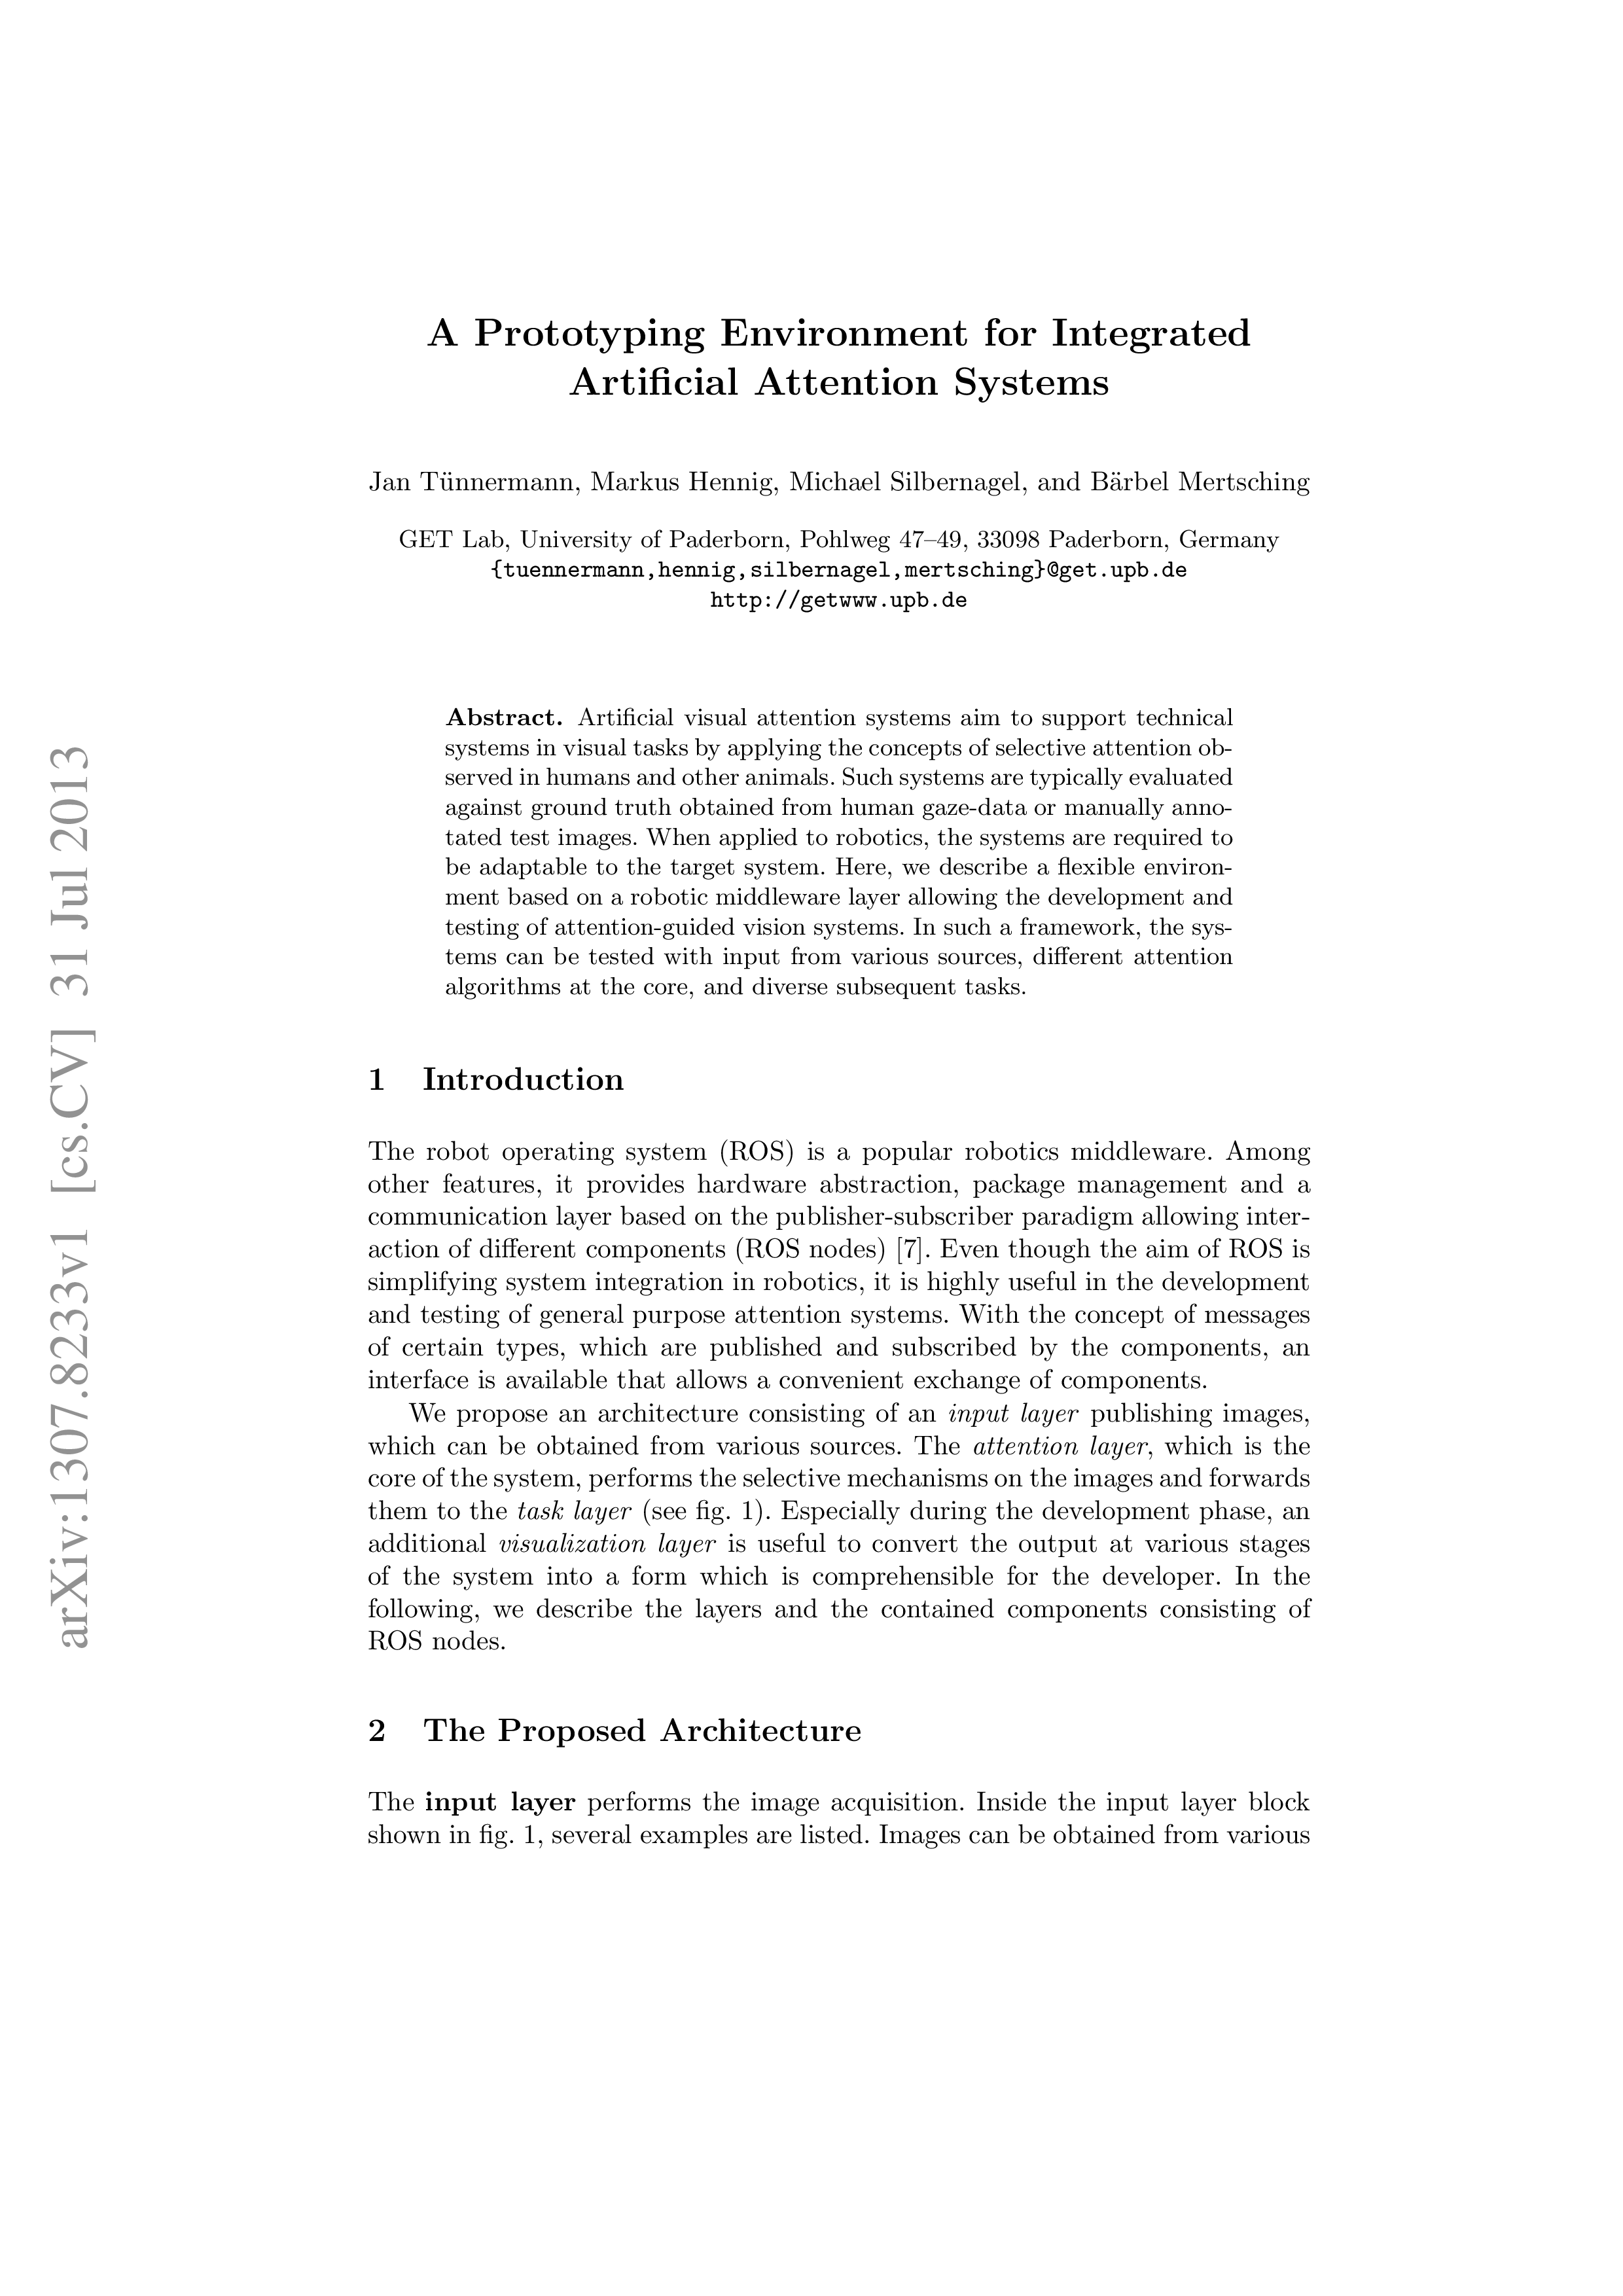 A Prototyping Environment for Integrated
Artificial Attention Systems
Jan Tünnermann, Markus Hennig, Michael Silbernagel, and Bärbel Mertsching
GET Lab, University of Paderborn, Pohlweg 47–49, 33098 Paderborn, Germany
{tuennermann,hennig,silbernagel,mertsching}@get.upb.de
http://getwww.upb.de
Abstract. Artificial visual attention systems aim to support technical
systems in visual tasks by applying the concepts of selective attention ob-
served in humans and other animals. Such systems are typically evaluated
against ground truth obtained from human gaze-data or manually anno-
tated test images. When applied to robotics, the systems are required to
be adaptable to the target system. Here, we describe a flexible environ-
ment based on a robotic middleware layer allowing the development and
testing of attention-guided vision systems. In such a framework, the sys-
tems can be tested with input from various sources, different attention
algorithms at the core, and diverse subsequent tasks.
1 Introduction
The robot operating system (ROS) is a popular robotics middleware. Among
other features, it provides hardware abstraction, package management and a
communication layer based on the publisher-subscriber paradigm allowing inter-
action of different components (ROS nodes) [7]. Even though the aim of ROS is
simplifying system integration in robotics, it is highly useful in the development
and testing of general purpose attention systems. With the concept of messages
of certain types, which are published and subscribed by the components, an
interface is available that allows a convenient exchange of components.
We propose an architecture consisting of an input layer publishing images,
which can be obtained from various sources. The attention layer, which is the
core of the system, performs the selective mechanisms on the images and forwards
them to the task layer (see fig. 1). Especially during the development phase, an
additional visualization layer is useful to convert the output at various stages
of the system into a form which is comprehensible for the developer. In the
following, we describe the layers and the contained components consisting of
ROS nodes.
2 The Proposed Architecture
The input layer performs the image acquisition. Inside the input layer block
shown in fig. 1, several examples are listed. Images can be obtained from various
arXiv:1307.8233v1 [cs.CV] 31 Jul 2013